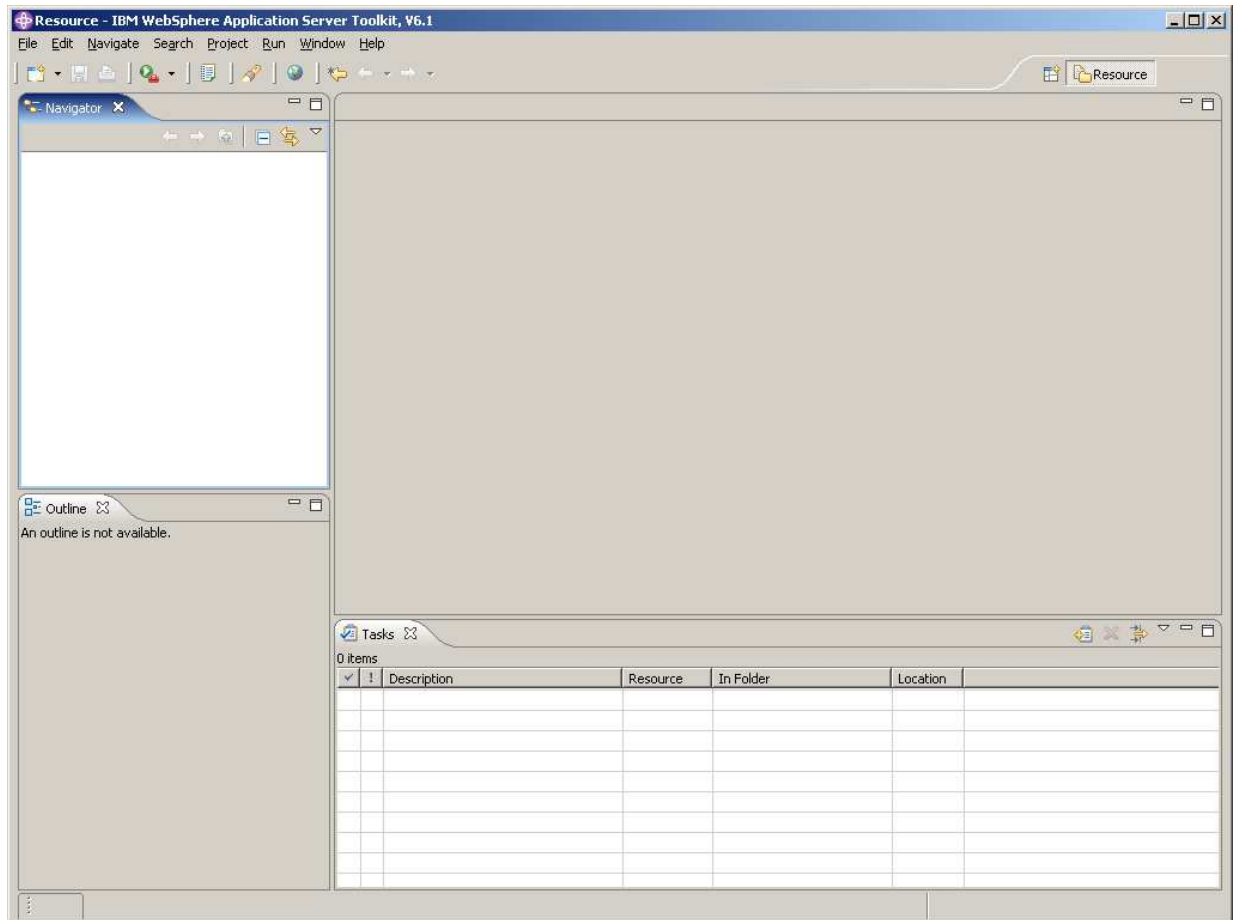 Resource - IBM WebSphere Application Server Toolkit, V6.1
File Edit Navigate Search Project Run Window Help
Resource
Navigator
Outline
An outline is not available.
Tasks
0 items
! Description Resource In Folder Location